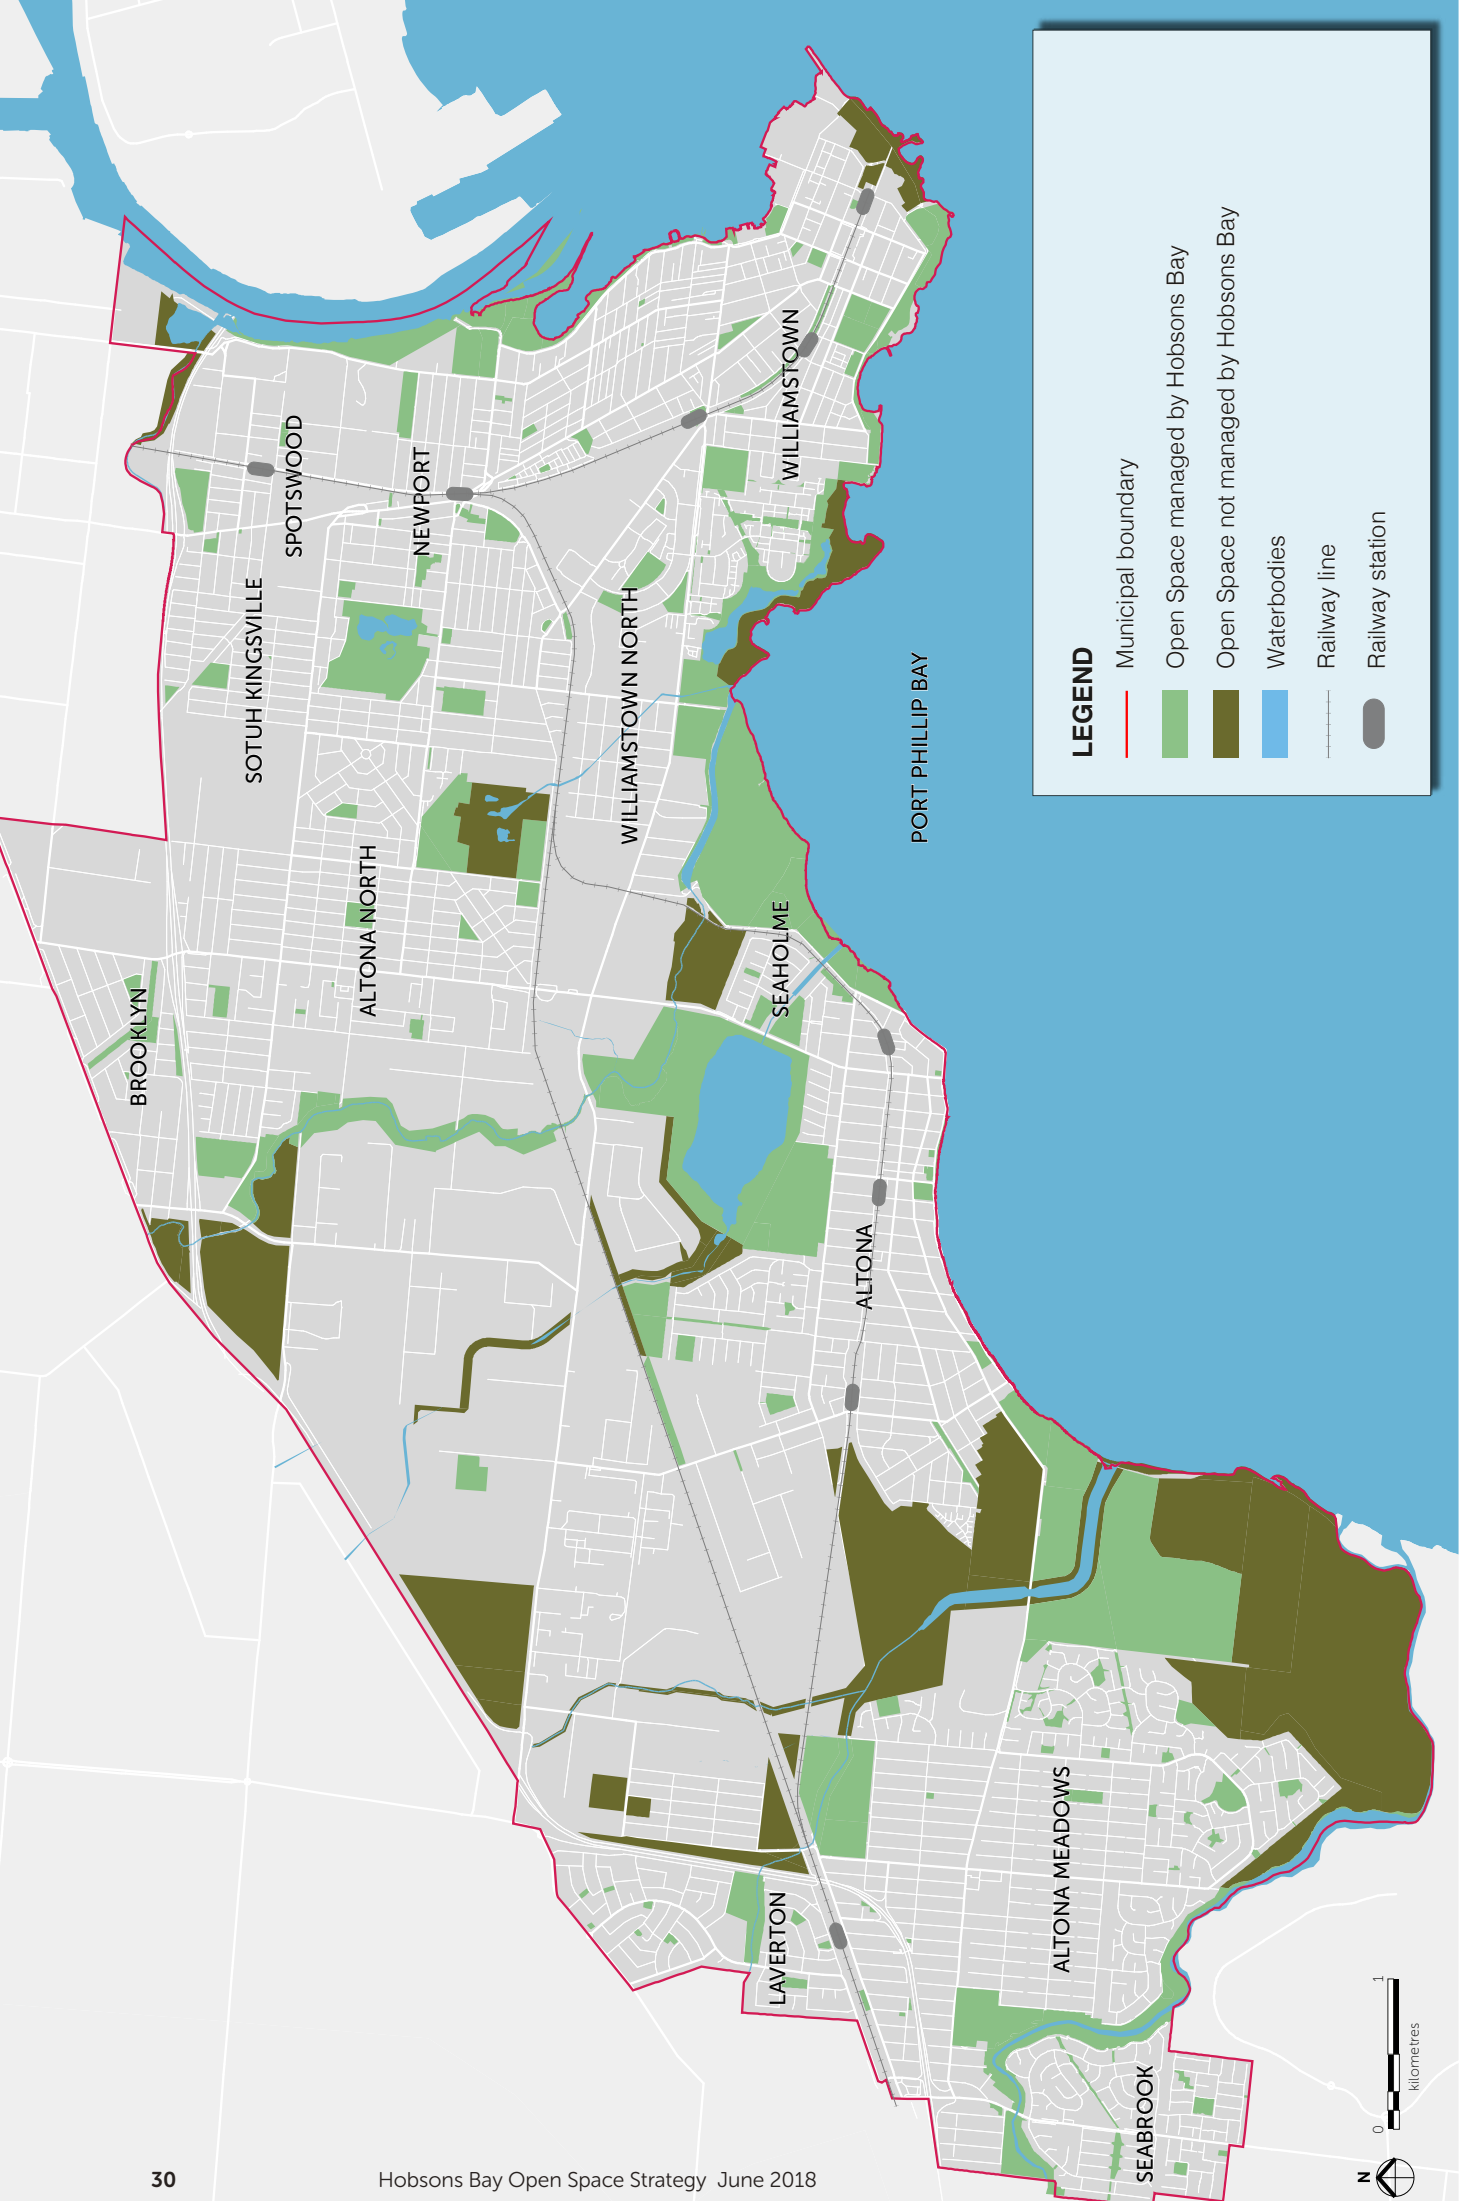 BROOKLYN
SOTUH KINGSVILLE
SPOTSWOOD
ALTONA NORTH
NEWPORT
WILLIAMSTOWN NORTH
WILLIAMSTOWN
SEAHOLME
ALTONA
PORT PHILLIP BAY
LAVERTON
ALTONA MEADOWS
SEABROOK
LEGEND
Municipal boundary
Open Space managed by Hobsons Bay
Open Space not managed by Hobsons Bay
Waterbodies
Railway line
Railway station
N
0 1
kilometres
30 Hobsons Bay Open Space Strategy June 2018